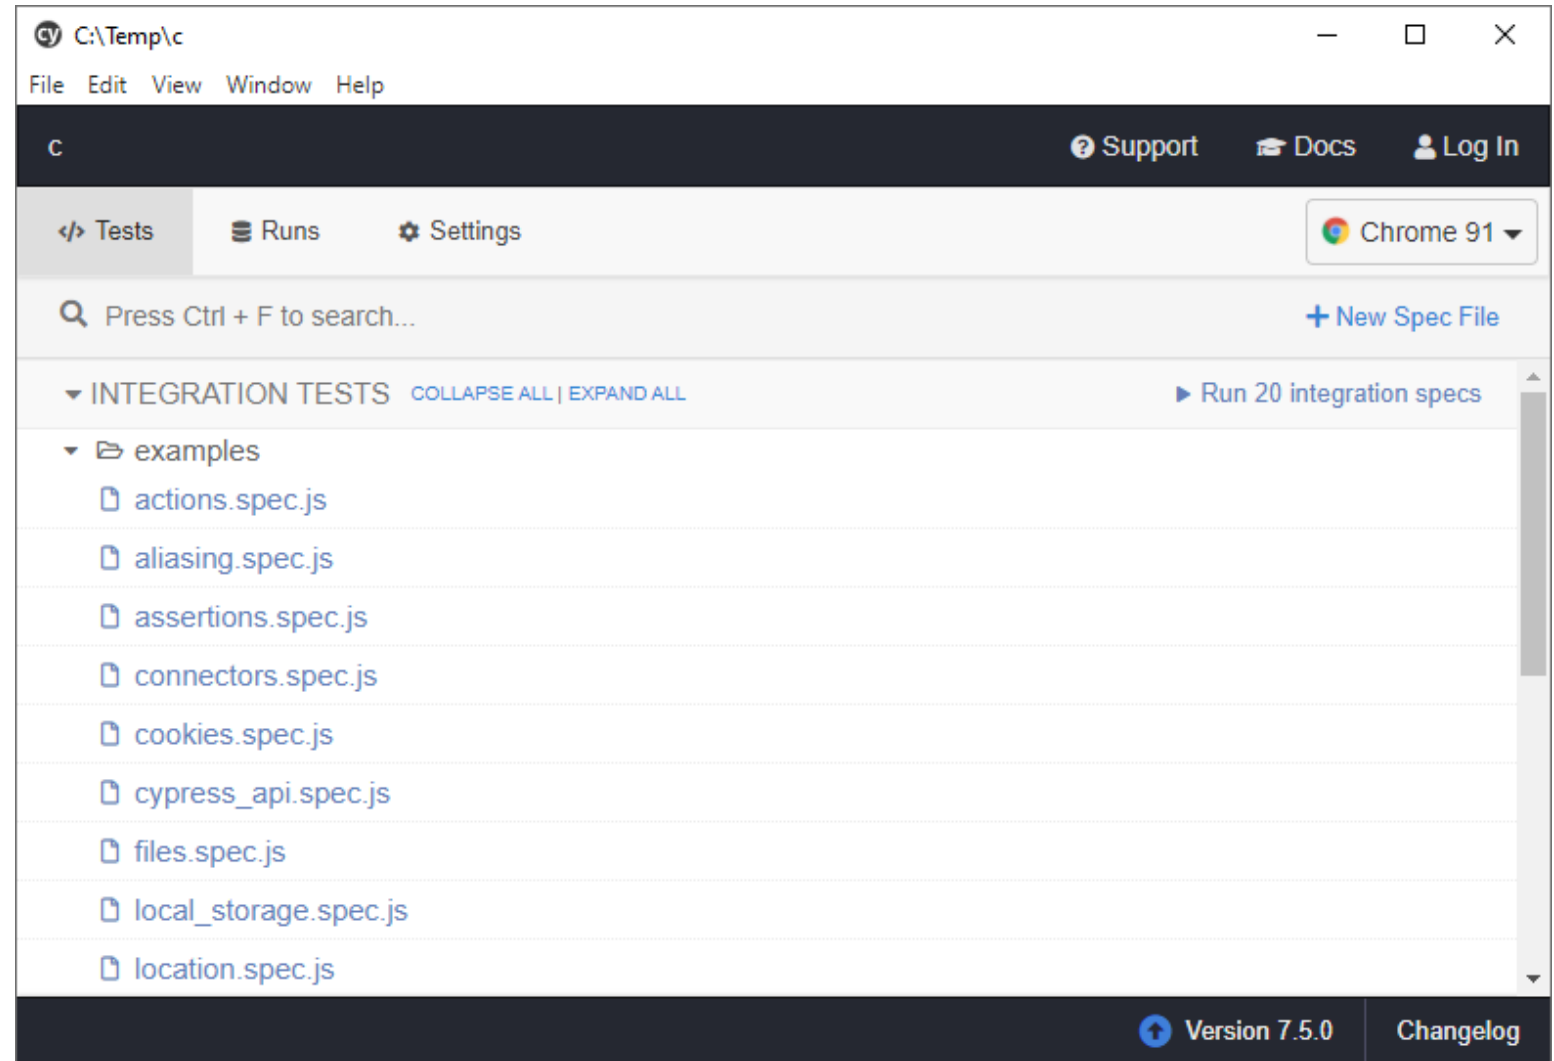 cy C:\Temp\c
File Edit View Window Help
c Support Docs Log In
</> Tests Runs Settings Chrome 91
Press Ctrl + F to search... + New Spec File
INTEGRATION TESTS COLLAPSE ALL | EXPAND ALL Run 20 integration specs
examples
actions.spec.js
aliasing.spec.js
assertions.spec.js
connectors.spec.js
cookies.spec.js
cypress_api.spec.js
files.spec.js
local_storage.spec.js
location.spec.js
Version 7.5.0 Changelog